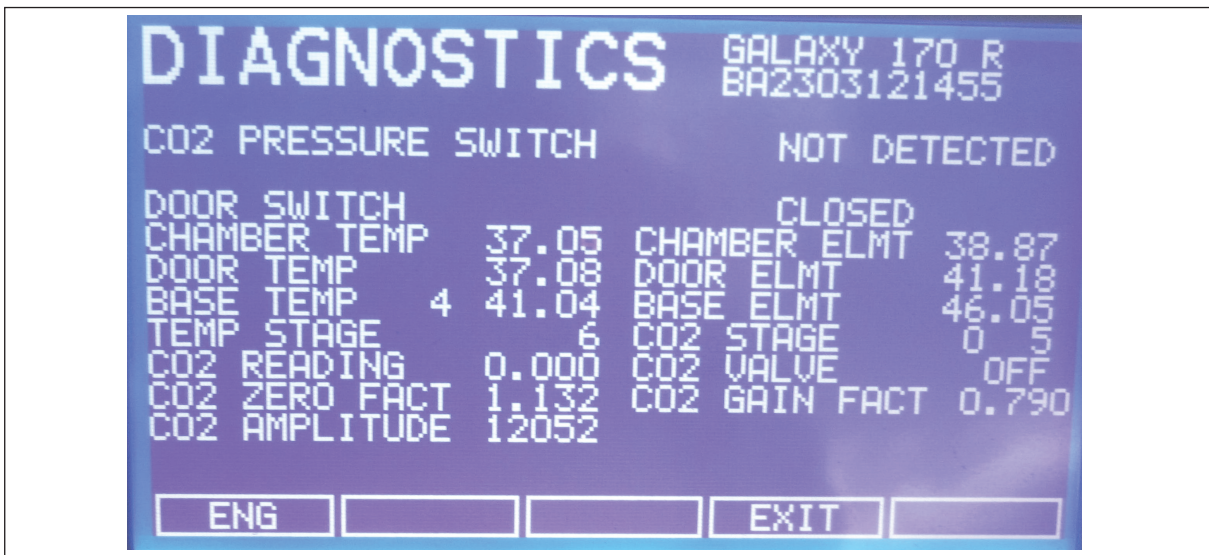 DIAGNOSTICS
GALAXY 170 R
BA2303121455
CO2 PRESSURE SWITCH NOT DETECTED
DOOR SWITCH CLOSED
CHAMBER TEMP 37.05 CHAMBER ELMT 38.87
DOOR TEMP 37.08 DOOR ELMT 41.18
BASE TEMP 4 41.04 BASE ELMT 46.05
TEMP STAGE 6 CO2 STAGE 0 5
CO2 READING 0.000 CO2 VALVE OFF
CO2 ZERO FACT 1.132 CO2 GAIN FACT 0.790
CO2 AMPLITUDE 12052
ENG EXIT